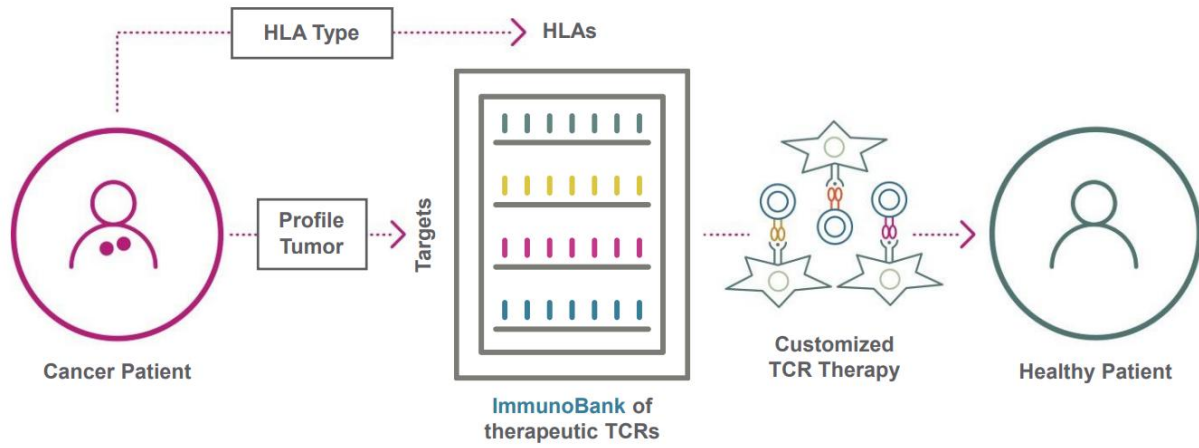 HLA Type
HLAs
Profile
Tumor
Targets
Cancer Patient
ImmunoBank of
therapeutic TCRs
Customized
TCR Therapy
Healthy Patient